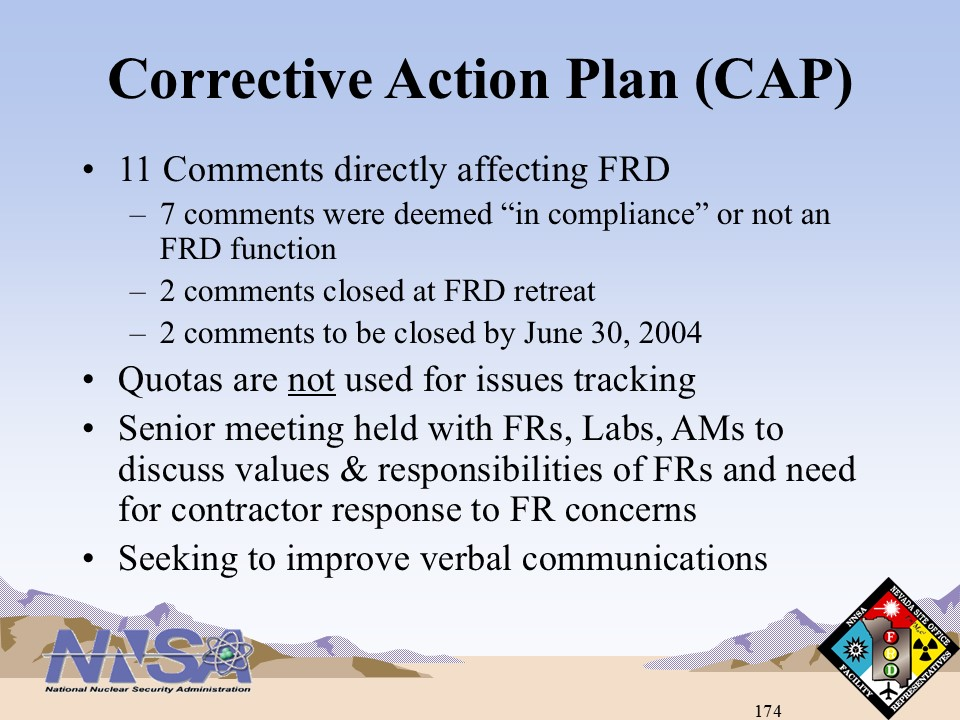 Corrective Action Plan (CAP)
• 11 Comments directly affecting FRD
– 7 comments were deemed “in compliance” or not an
FRD function
– 2 comments closed at FRD retreat
– 2 comments to be closed by June 30, 2004
• Quotas are not used for issues tracking
• Senior meeting held with FRs, Labs, AMs to
discuss values & responsibilities of FRs and need
for contractor response to FR concerns
• Seeking to improve verbal communications
NNSA
National Nuclear Security Administration
NNSA
NEVADA SITE OFFICE
F
R
D
FACILITY
REPRESENTATIVES
174